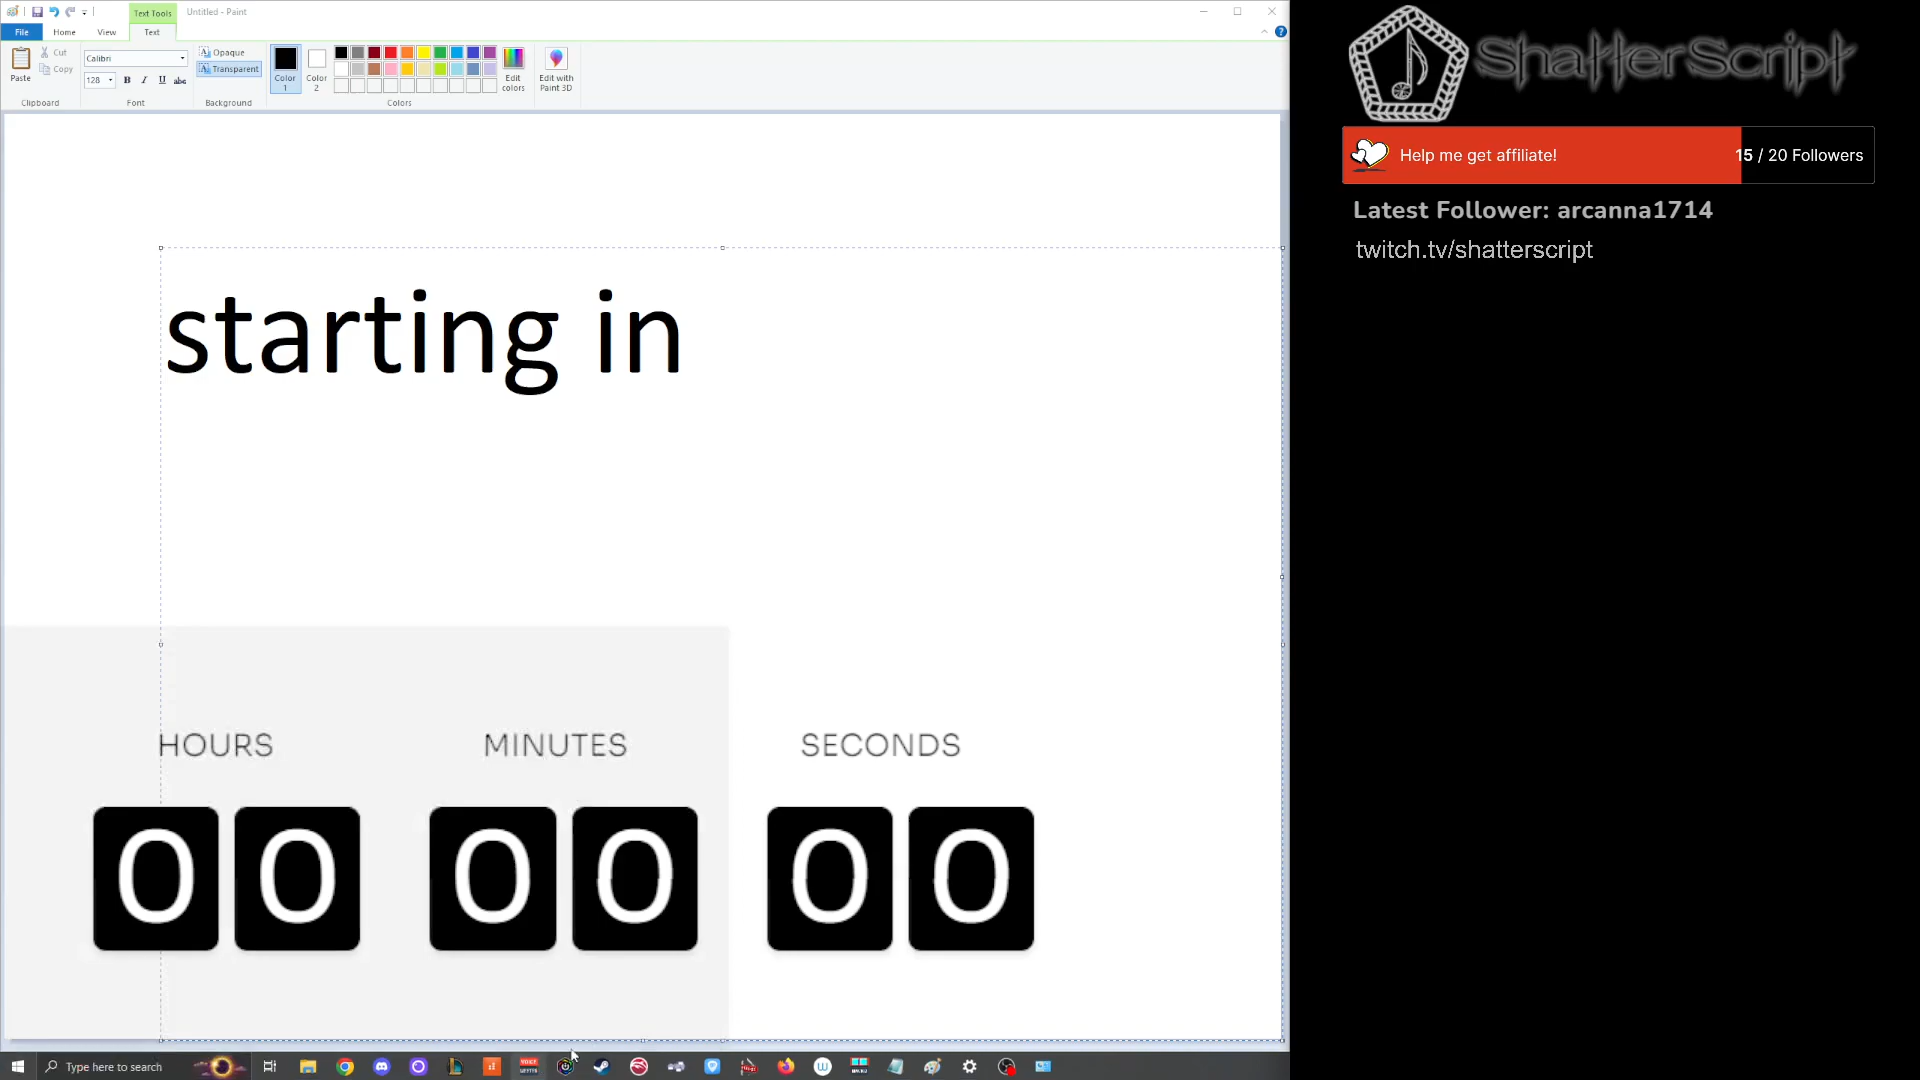 Text Tools
Untitled - Paint
File
Home
View
Text
Paste
Cut
Copy
Clipboard
Calibri
128
B I U abc
Font
Opaque
Transparent
Background
Color 1
Color 2
Edit colors
Colors
Edit with Paint 3D
starting in
HOURS
MINUTES
SECONDS
00
00
00
Type here to search
ShatterScript
Help me get affiliate!
15 / 20 Followers
Latest Follower: arcanna1714
twitch.tv/shatterscript